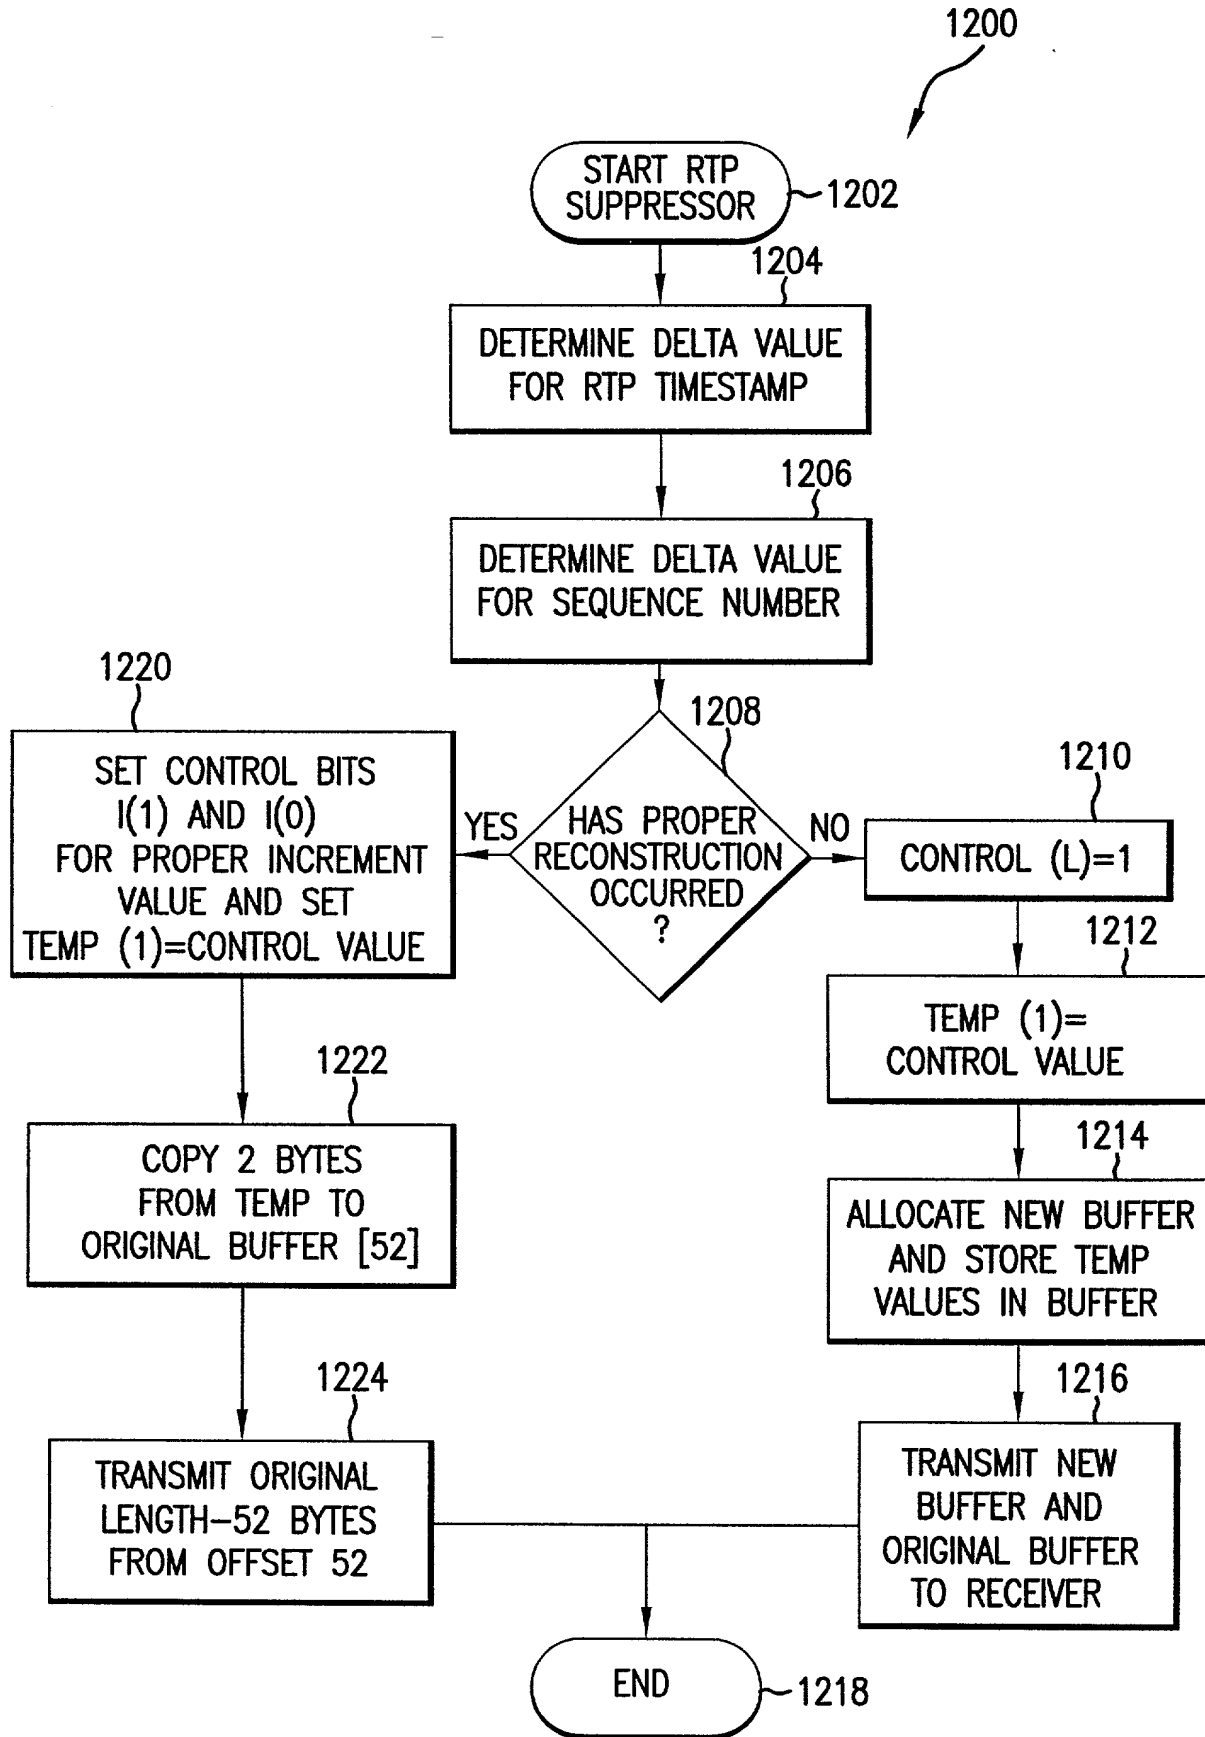 1200
START RTP
SUPPRESSOR
1202
1204
DETERMINE DELTA VALUE
FOR RTP TIMESTAMP
1206
DETERMINE DELTA VALUE
FOR SEQUENCE NUMBER
1208
HAS PROPER
RECONSTRUCTION
OCCURRED
?
YES
NO
1220
SET CONTROL BITS
I(1) AND I(0)
FOR PROPER INCREMENT
VALUE AND SET
TEMP (1)=CONTROL VALUE
1222
COPY 2 BYTES
FROM TEMP TO
ORIGINAL BUFFER [52]
1224
TRANSMIT ORIGINAL
LENGTH-52 BYTES
FROM OFFSET 52
1210
CONTROL (L)=1
1212
TEMP (1)=
CONTROL VALUE
1214
ALLOCATE NEW BUFFER
AND STORE TEMP
VALUES IN BUFFER
1216
TRANSMIT NEW
BUFFER AND
ORIGINAL BUFFER
TO RECEIVER
END
1218